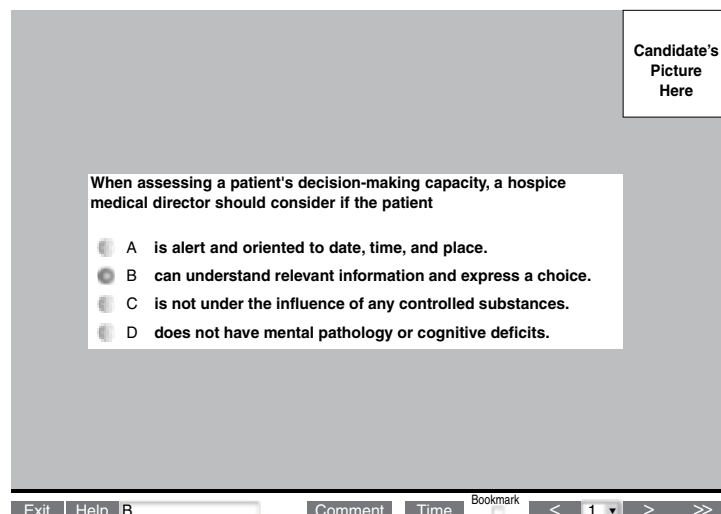 Candidate's
Picture
Here
When assessing a patient's decision-making capacity, a hospice
medical director should consider if the patient
A is alert and oriented to date, time, and place.
B can understand relevant information and express a choice.
C is not under the influence of any controlled substances.
D does not have mental pathology or cognitive deficits.
Exit Help B Comment Time Bookmark < 1 > >>